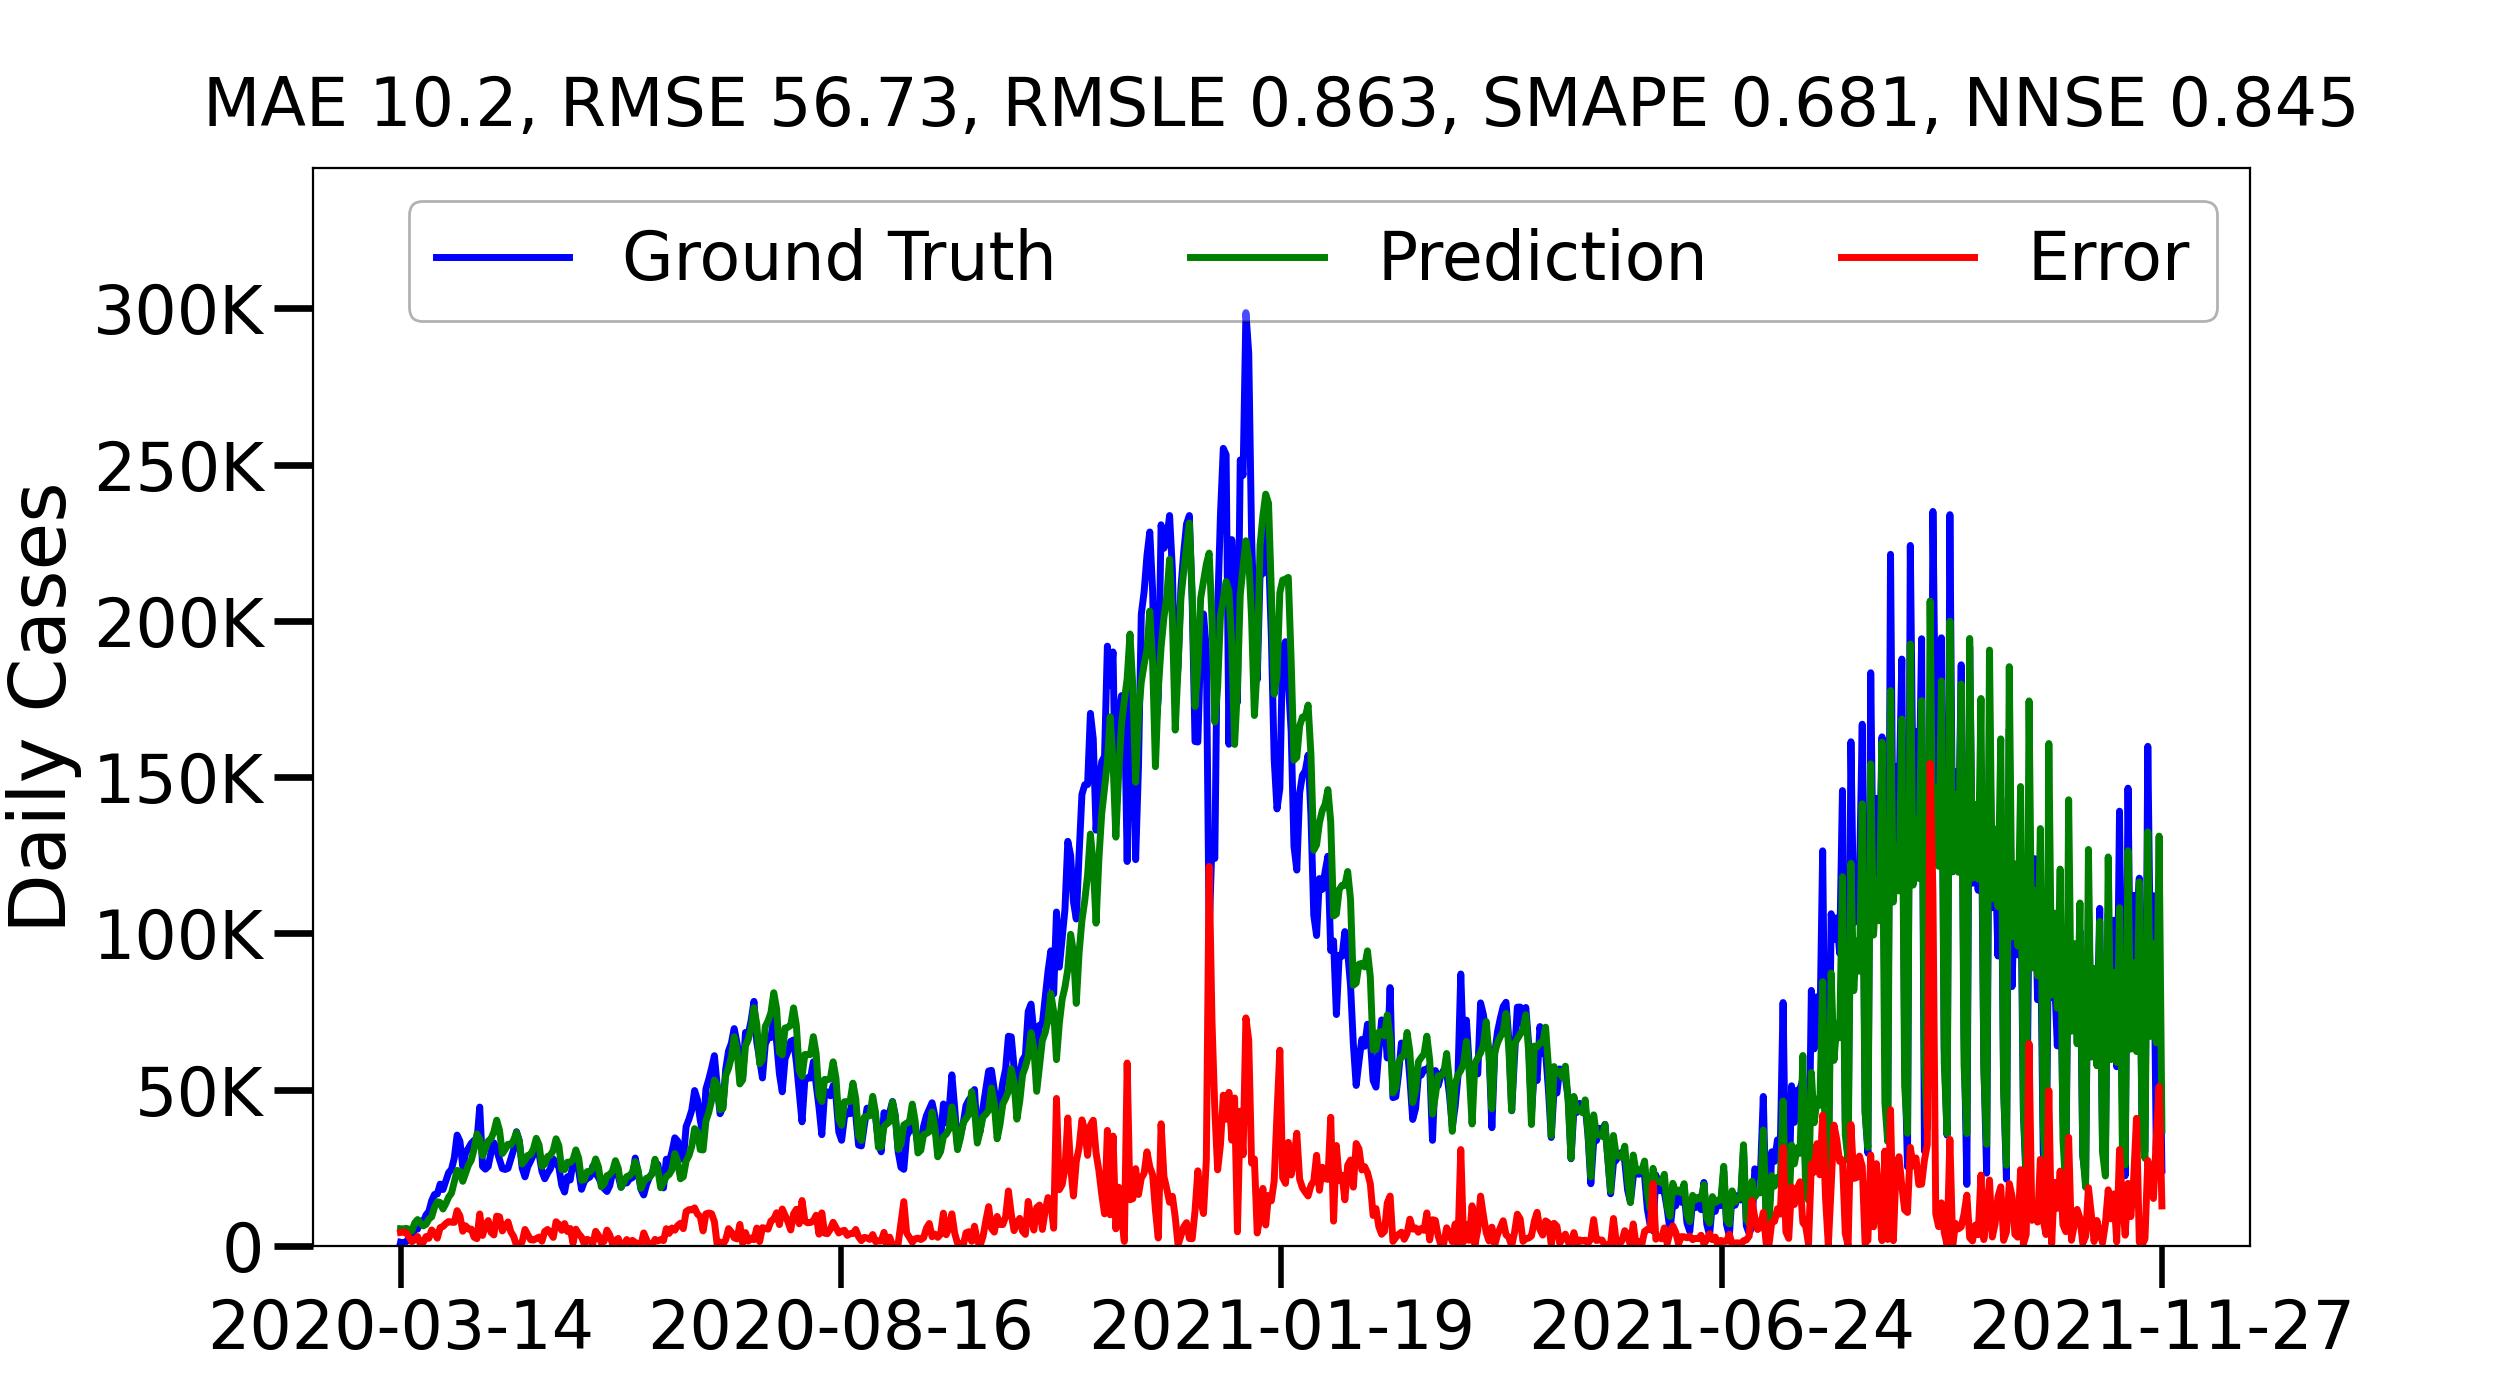 MAE 10.2, RMSE 56.73, RMSLE 0.863, SMAPE 0.681, NNSE 0.845
Ground Truth Prediction Error
Daily Cases
300K
250K
200K
150K
100K
50K
0
2020-03-14 2020-08-16 2021-01-19 2021-06-24 2021-11-27